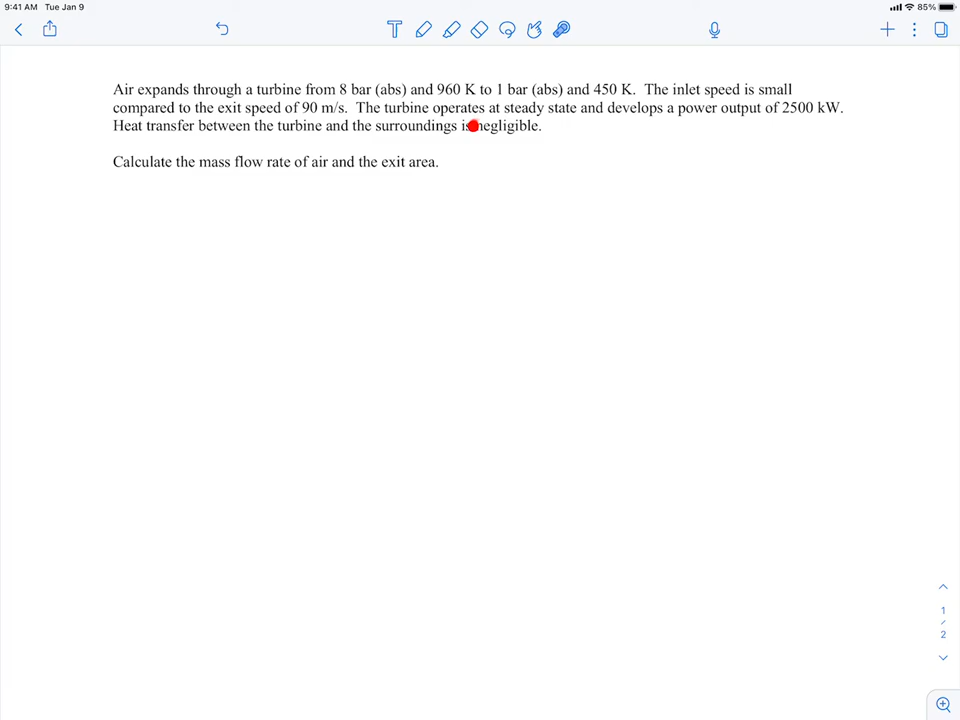 9:41 AM Tue Jan 9 85%
T
Air expands through a turbine from 8 bar (abs) and 960 K to 1 bar (abs) and 450 K. The inlet speed is small
compared to the exit speed of 90 m/s. The turbine operates at steady state and develops a power output of 2500 kW.
Heat transfer between the turbine and the surroundings is negligible.
Calculate the mass flow rate of air and the exit area.
1
/
2